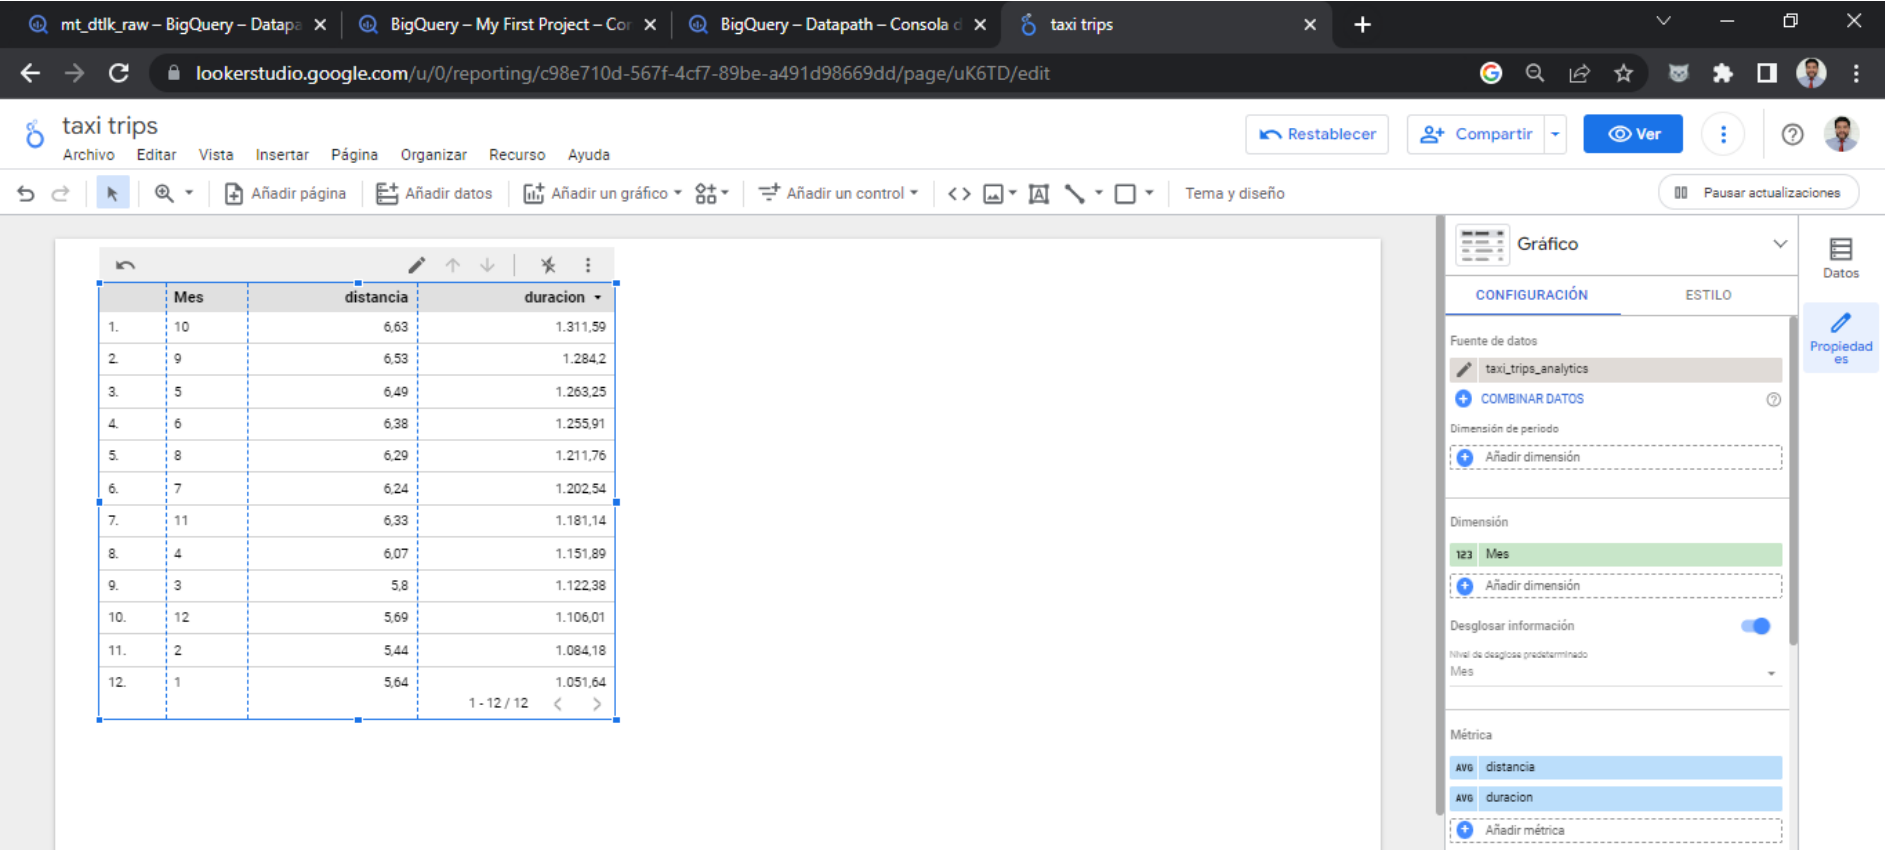 mt_dtlk_raw – BigQuery – Datapa
BigQuery – My First Project – Con
BigQuery – Datapath – Consola d
taxi trips
lookerstudio.google.com/u/0/reporting/c98e710d-567f-4cf7-89be-a491d98669dd/page/uK6TD/edit
taxi trips
Archivo Editar Vista Insertar Página Organizar Recurso Ayuda
Restablecer
Compartir
Ver
Añadir página
Añadir datos
Añadir un gráfico
Añadir un control
Tema y diseño
Pausar actualizaciones
Mes distancia duracion
1. 10 6,63 1.311,59
2. 9 6,53 1.284,2
3. 5 6,49 1.263,25
4. 6 6,38 1.255,91
5. 8 6,29 1.211,76
6. 7 6,24 1.202,54
7. 11 6,33 1.181,14
8. 4 6,07 1.151,89
9. 3 5,8 1.122,38
10. 12 5,69 1.106,01
11. 2 5,44 1.084,18
12. 1 5,64 1.051,64
1 - 12 / 12
Gráfico
CONFIGURACIÓN ESTILO
Fuente de datos
taxi_trips_analytics
COMBINAR DATOS
Dimensión de periodo
Añadir dimensión
Dimensión
123 Mes
Añadir dimensión
Desglosar información
Nivel de desglose predeterminado
Mes
Métrica
AVG distancia
AVG duracion
Añadir métrica
Datos
Propiedad
es